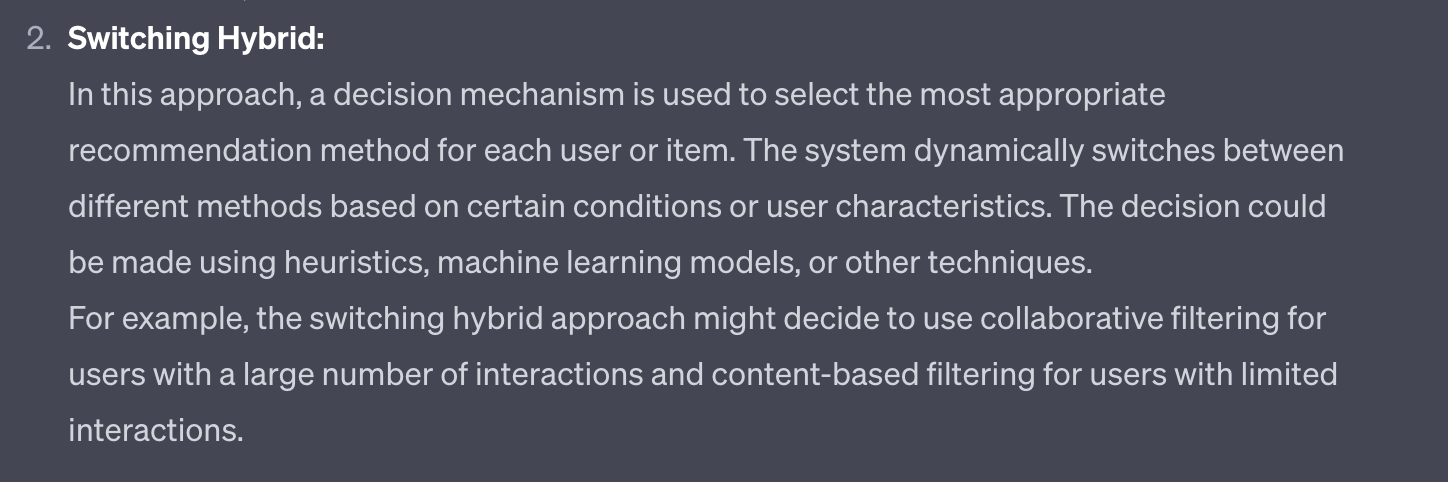 2. Switching Hybrid:
In this approach, a decision mechanism is used to select the most appropriate
recommendation method for each user or item. The system dynamically switches between
different methods based on certain conditions or user characteristics. The decision could
be made using heuristics, machine learning models, or other techniques.
For example, the switching hybrid approach might decide to use collaborative filtering for
users with a large number of interactions and content-based filtering for users with limited
interactions.